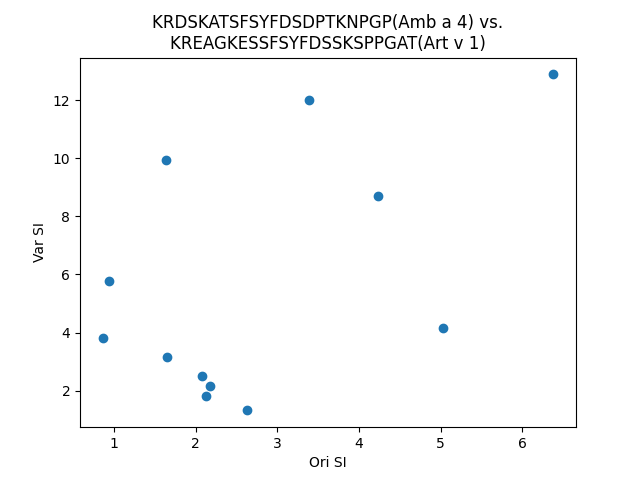 KRDSKATSFSYFDSDPTKNPGP(Amb a 4) vs.
KREAGKESSFSYFDSSKSPPGAT(Art v 1)
12
10
8
6
4
2
Var SI
1 2 3 4 5 6
Ori SI